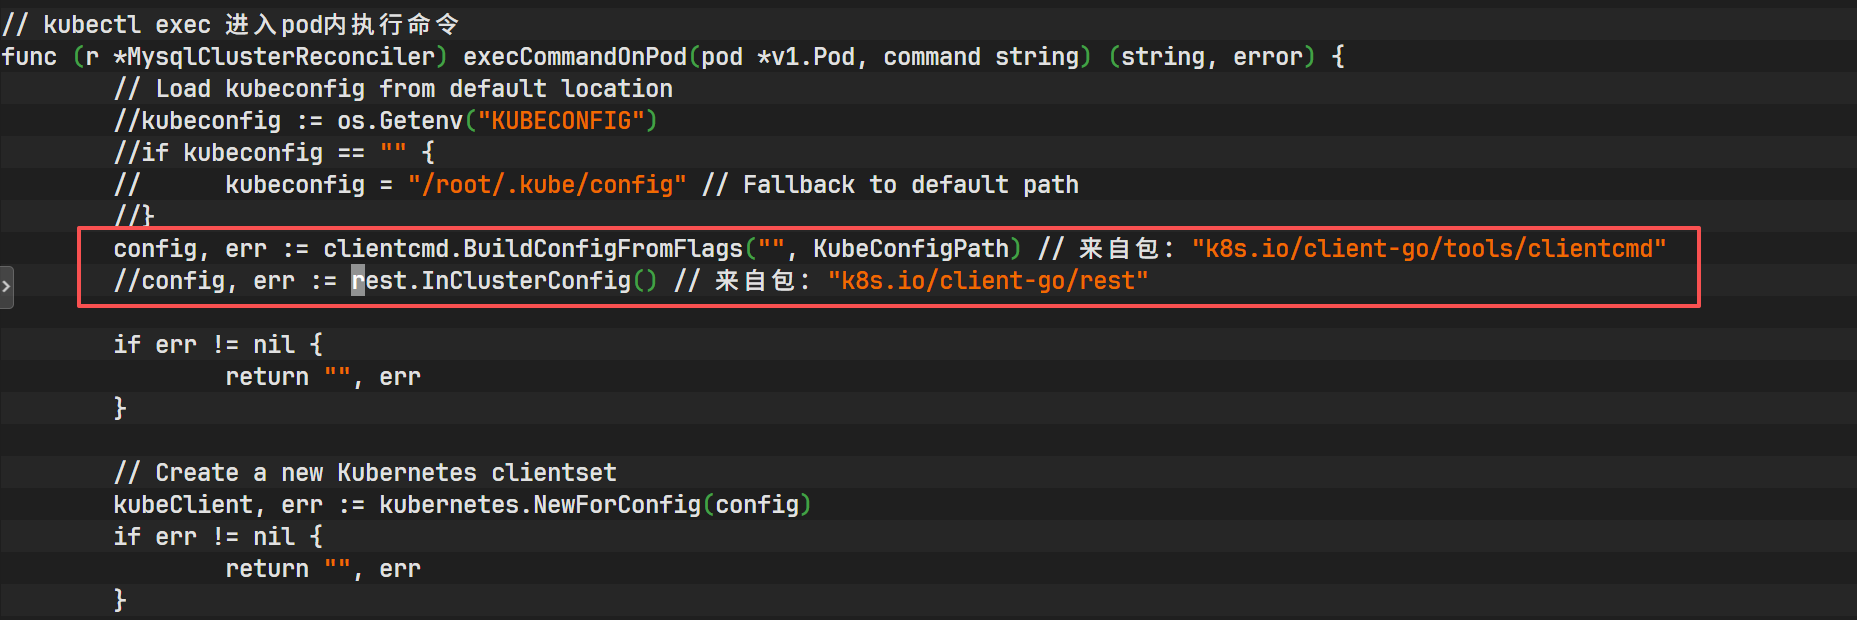 // kubectl exec 进入pod内执行命令
func (r *MysqlClusterReconciler) execCommandOnPod(pod *v1.Pod, command string) (string, error) {
        // Load kubeconfig from default location
        //kubeconfig := os.Getenv("KUBECONFIG")
        //if kubeconfig == "" {
        //      kubeconfig = "/root/.kube/config" // Fallback to default path
        //}
        config, err := clientcmd.BuildConfigFromFlags("", KubeConfigPath) // 来自包: "k8s.io/client-go/tools/clientcmd"
        //config, err := rest.InClusterConfig() // 来自包: "k8s.io/client-go/rest"

        if err != nil {
                return "", err
        }

        // Create a new Kubernetes clientset
        kubeClient, err := kubernetes.NewForConfig(config)
        if err != nil {
                return "", err
        }